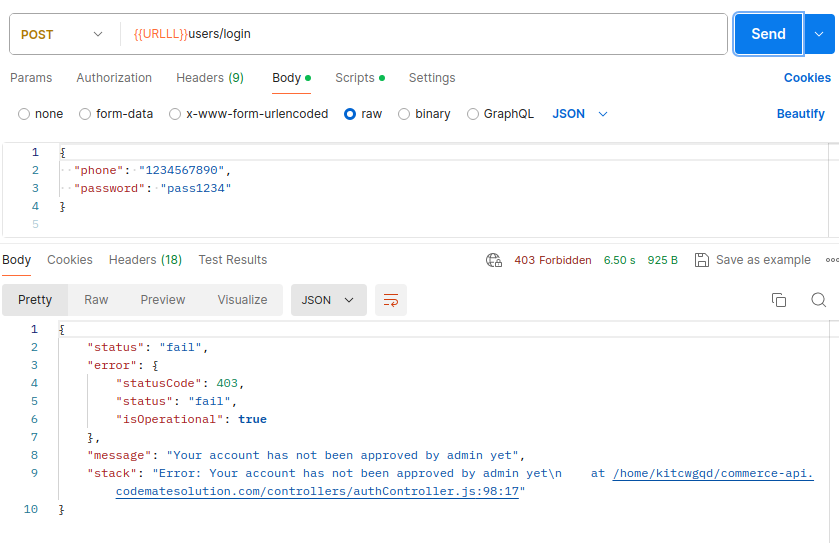 POST {{URLLL}}users/login Send
Params Authorization Headers (9) Body Scripts Settings Cookies
none form-data x-www-form-urlencoded raw binary GraphQL JSON Beautify
1 {
2 "phone": "1234567890",
3 "password": "pass1234"
4 }
5
Body Cookies Headers (18) Test Results 403 Forbidden 6.50 s 925 B Save as example
Pretty Raw Preview Visualize JSON
1 {
2 "status": "fail",
3 "error": {
4 "statusCode": 403,
5 "status": "fail",
6 "isOperational": true
7 },
8 "message": "Your account has not been approved by admin yet",
9 "stack": "Error: Your account has not been approved by admin yet\n    at /home/kitcwgqd/commerce-api.
codematesolution.com/controllers/authController.js:98:17"
10 }